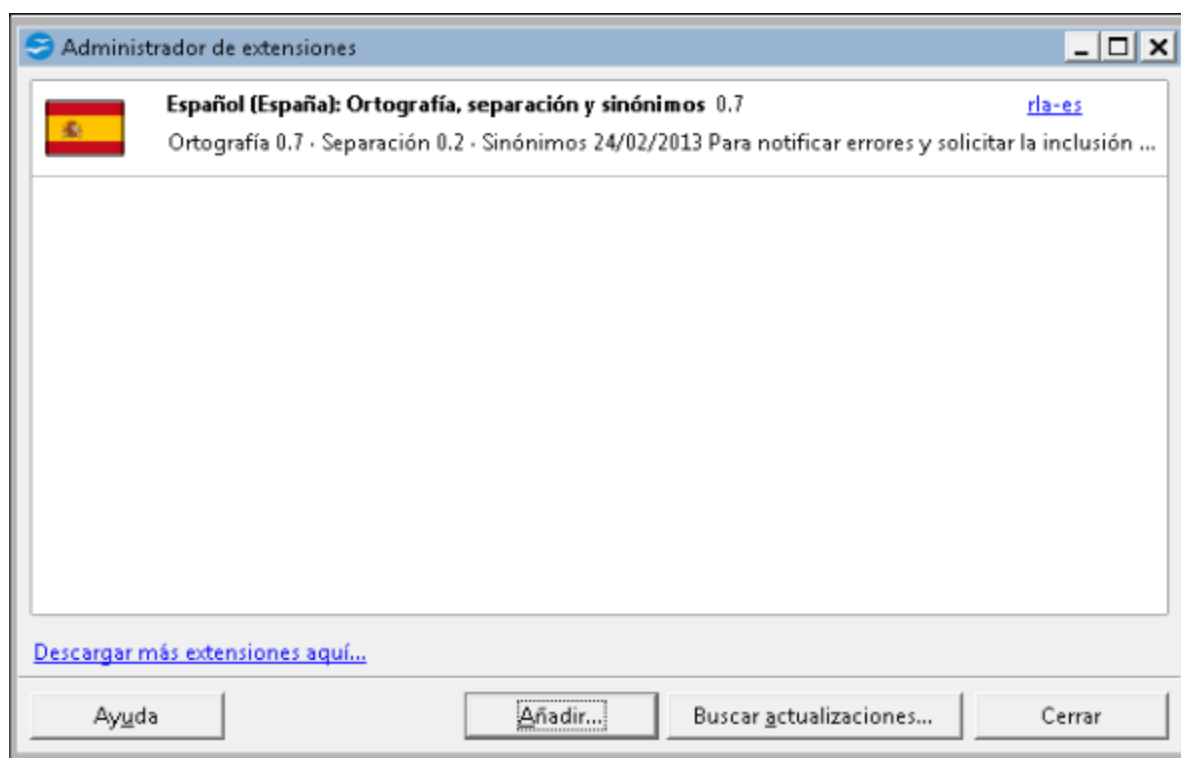 Administrador de extensiones
Español (España): Ortografía, separación y sinónimos 0.7 rla-es
Ortografía 0.7 · Separación 0.2 · Sinónimos 24/02/2013 Para notificar errores y solicitar la inclusión ...
Descargar más extensiones aquí...
Ayuda Añadir... Buscar actualizaciones... Cerrar